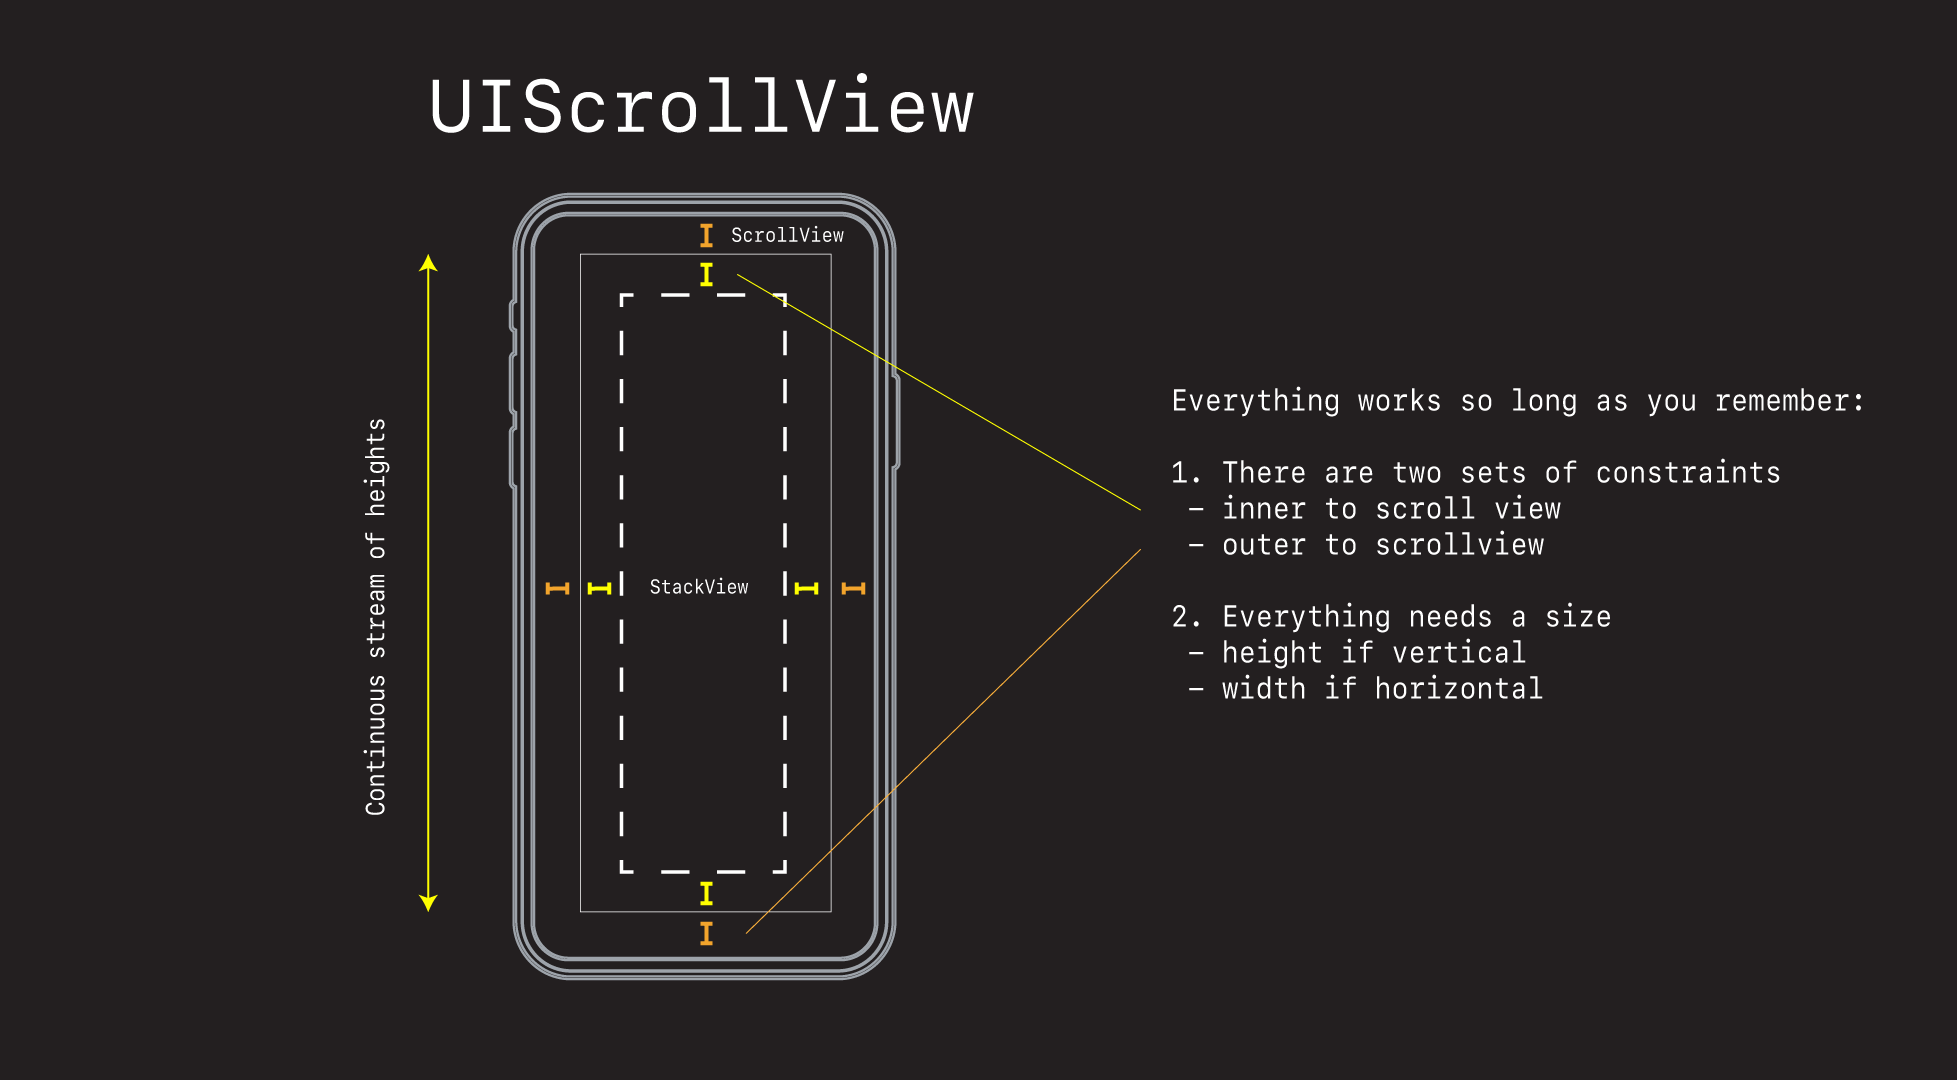 UIScrollView
ScrollView
StackView
Continuous stream of heights
Everything works so long as you remember:
1. There are two sets of constraints
– inner to scroll view
– outer to scrollview
2. Everything needs a size
– height if vertical
– width if horizontal